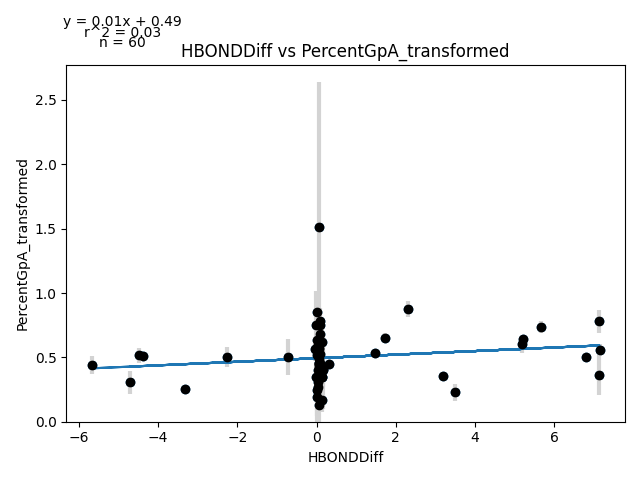 y = 0.01x + 0.49
r^2 = 0.03
n = 60
HBONDDiff vs PercentGpA_transformed
PercentGpA_transformed
2.5
2.0
1.5
1.0
0.5
0.0
−6 −4 −2 0 2 4 6
HBONDDiff